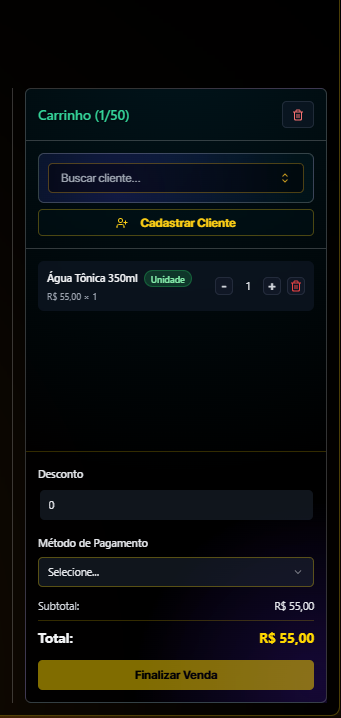 Carrinho (1/50)
Buscar cliente...
Cadastrar Cliente
Água Tônica 350ml Unidade
R$ 55,00 × 1
- 1 +
Desconto
0
Método de Pagamento
Selecione...
Subtotal: R$ 55,00
Total: R$ 55,00
Finalizar Venda